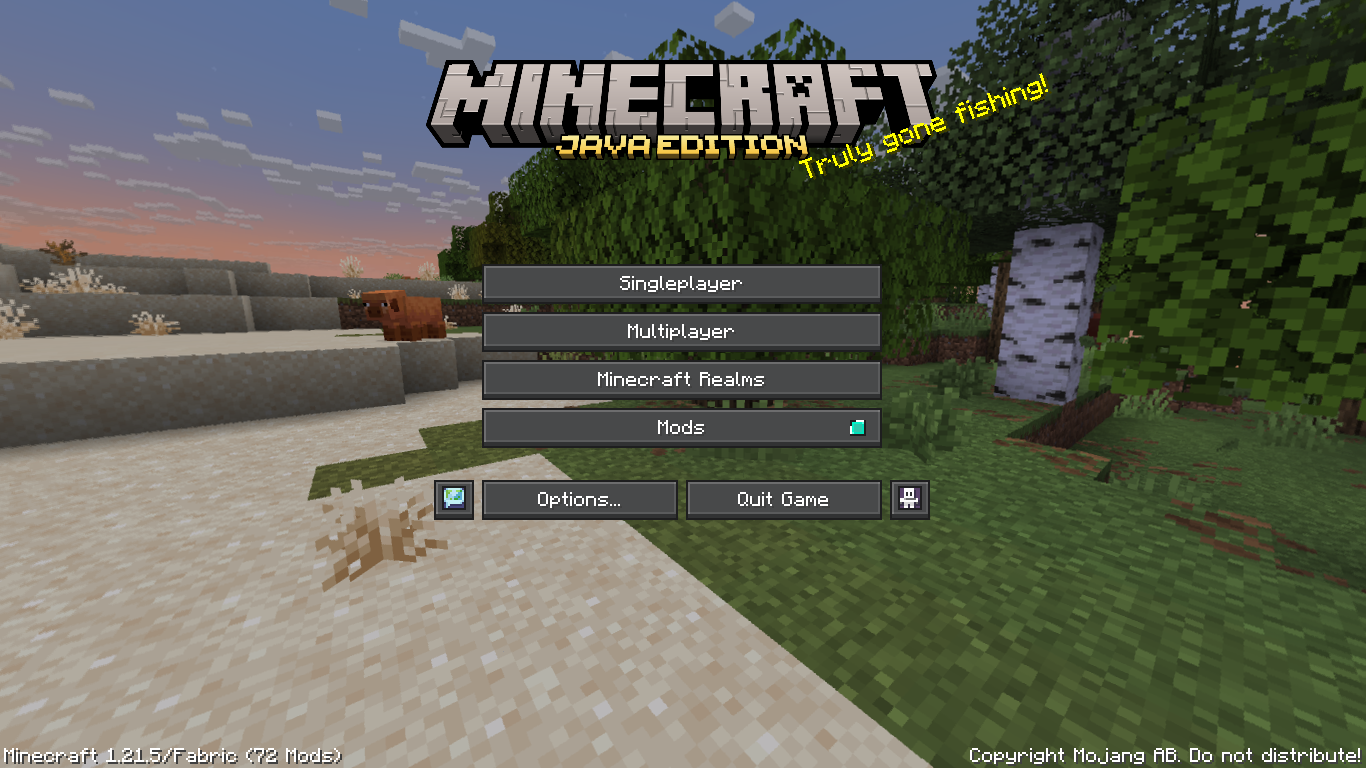 MINECRAFT
JAVA EDITION
Truly gone fishing!
Singleplayer
Multiplayer
Minecraft Realms
Mods
Options...
Quit Game
Minecraft 1.21.5/Fabric (72 Mods)
Copyright Mojang AB. Do not distribute!